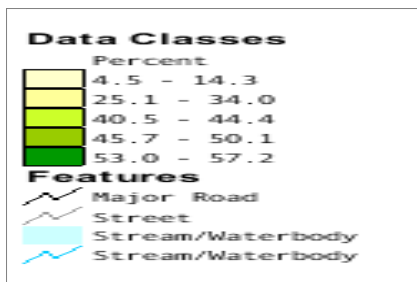 Data Classes
Percent
4.5 - 14.3
25.1 - 34.0
40.5 - 44.4
45.7 - 50.1
53.0 - 57.2
Features
Major Road
Street
Stream/Waterbody
Stream/Waterbody